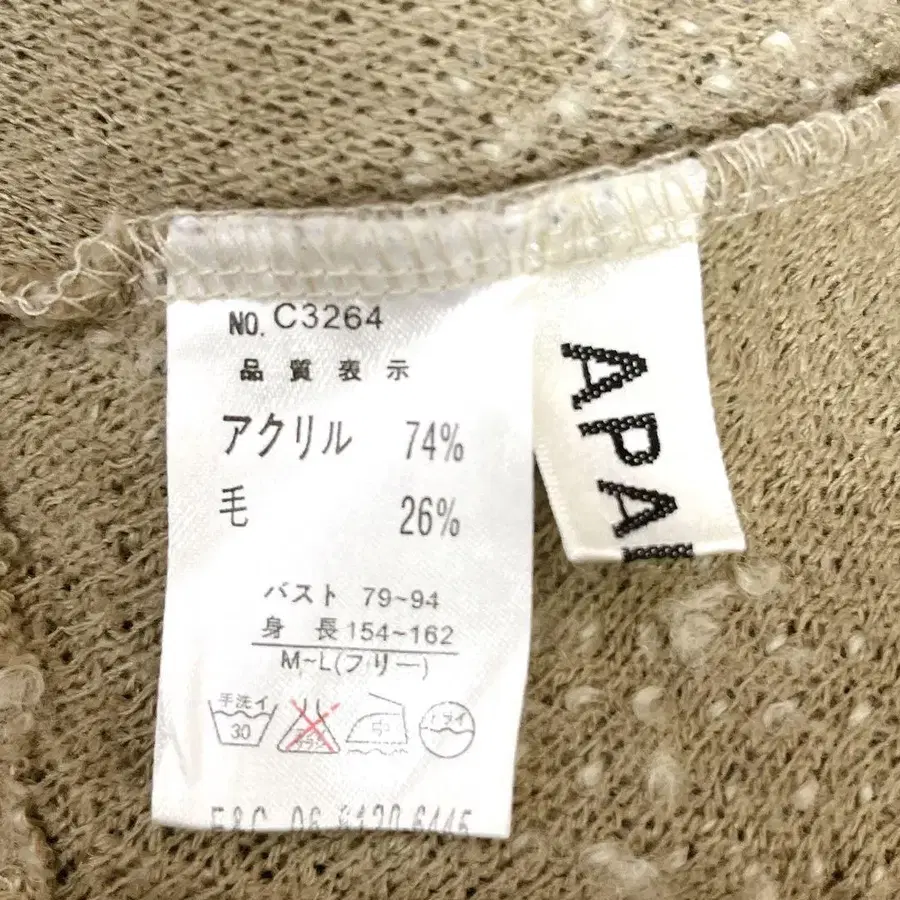 NO. C3264
品質表示
アクリル 74%
毛 26%
バスト 79~94
身長 154~162
M~L(フリー)
手洗イ
30
中
ドライ
APA